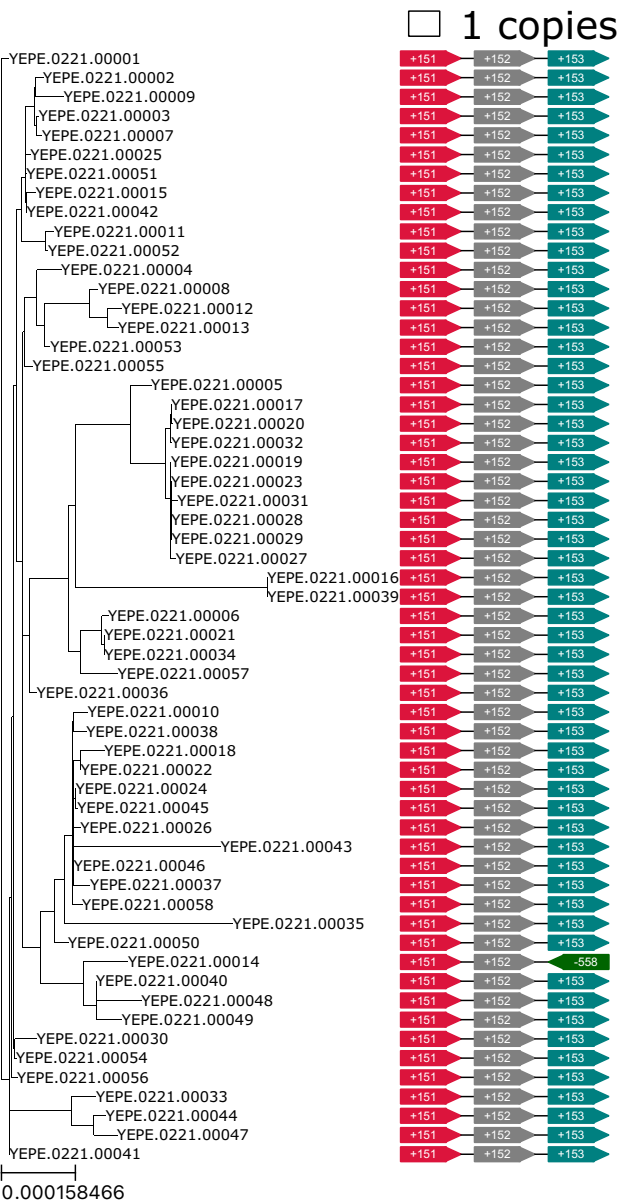 1 copies
YEPE.0221.00001 +151 +152 +153
YEPE.0221.00002 +151 +152 +153
YEPE.0221.00009 +151 +152 +153
YEPE.0221.00003 +151 +152 +153
YEPE.0221.00007 +151 +152 +153
YEPE.0221.00025 +151 +152 +153
YEPE.0221.00051 +151 +152 +153
YEPE.0221.00015 +151 +152 +153
YEPE.0221.00042 +151 +152 +153
YEPE.0221.00011 +151 +152 +153
YEPE.0221.00052 +151 +152 +153
YEPE.0221.00004 +151 +152 +153
YEPE.0221.00008 +151 +152 +153
YEPE.0221.00012 +151 +152 +153
YEPE.0221.00013 +151 +152 +153
YEPE.0221.00053 +151 +152 +153
YEPE.0221.00055 +151 +152 +153
YEPE.0221.00005 +151 +152 +153
YEPE.0221.00017 +151 +152 +153
YEPE.0221.00020 +151 +152 +153
YEPE.0221.00032 +151 +152 +153
YEPE.0221.00019 +151 +152 +153
YEPE.0221.00023 +151 +152 +153
YEPE.0221.00031 +151 +152 +153
YEPE.0221.00028 +151 +152 +153
YEPE.0221.00029 +151 +152 +153
YEPE.0221.00027 +151 +152 +153
YEPE.0221.00016 +151 +152 +153
YEPE.0221.00039 +151 +152 +153
YEPE.0221.00006 +151 +152 +153
YEPE.0221.00021 +151 +152 +153
YEPE.0221.00034 +151 +152 +153
YEPE.0221.00057 +151 +152 +153
YEPE.0221.00036 +151 +152 +153
YEPE.0221.00010 +151 +152 +153
YEPE.0221.00038 +151 +152 +153
YEPE.0221.00018 +151 +152 +153
YEPE.0221.00022 +151 +152 +153
YEPE.0221.00024 +151 +152 +153
YEPE.0221.00045 +151 +152 +153
YEPE.0221.00026 +151 +152 +153
YEPE.0221.00043 +151 +152 +153
YEPE.0221.00046 +151 +152 +153
YEPE.0221.00037 +151 +152 +153
YEPE.0221.00058 +151 +152 +153
YEPE.0221.00035 +151 +152 +153
YEPE.0221.00050 +151 +152 +153
YEPE.0221.00014 +151 +152 -558
YEPE.0221.00040 +151 +152 +153
YEPE.0221.00048 +151 +152 +153
YEPE.0221.00049 +151 +152 +153
YEPE.0221.00030 +151 +152 +153
YEPE.0221.00054 +151 +152 +153
YEPE.0221.00056 +151 +152 +153
YEPE.0221.00033 +151 +152 +153
YEPE.0221.00044 +151 +152 +153
YEPE.0221.00047 +151 +152 +153
YEPE.0221.00041 +151 +152 +153
0.000158466